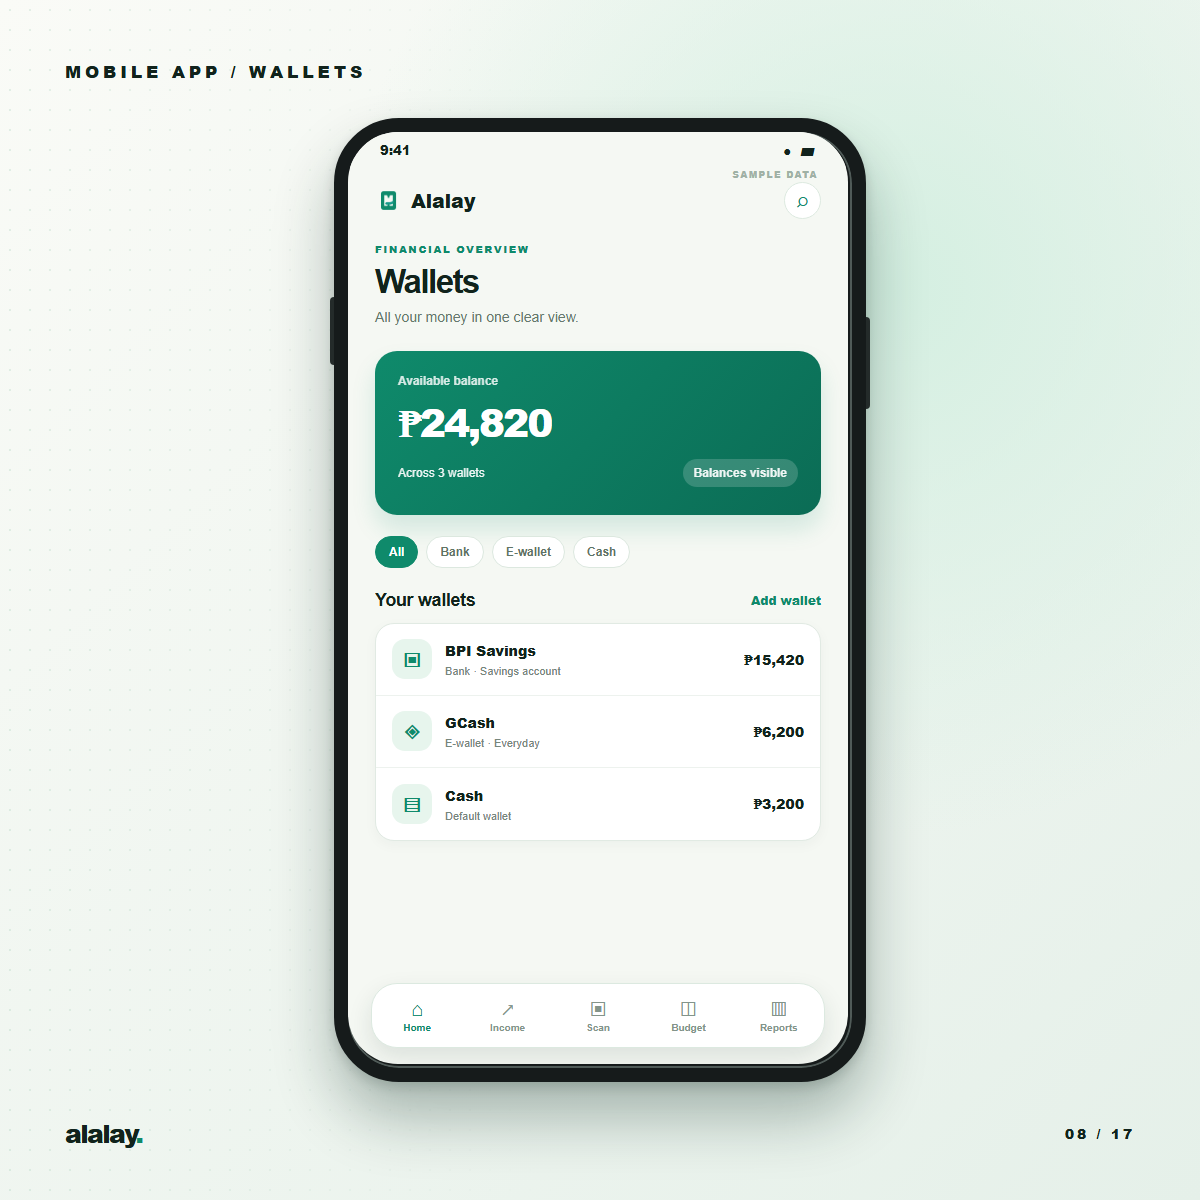 MOBILE APP / WALLETS
9:41
SAMPLE DATA
Alalay
FINANCIAL OVERVIEW
Wallets
All your money in one clear view.
Available balance
₱24,820
Across 3 wallets
Balances visible
All
Bank
E-wallet
Cash
Your wallets
Add wallet
BPI Savings
Bank · Savings account
₱15,420
GCash
E-wallet · Everyday
₱6,200
Cash
Default wallet
₱3,200
Home
Income
Scan
Budget
Reports
alalay.
08 / 17